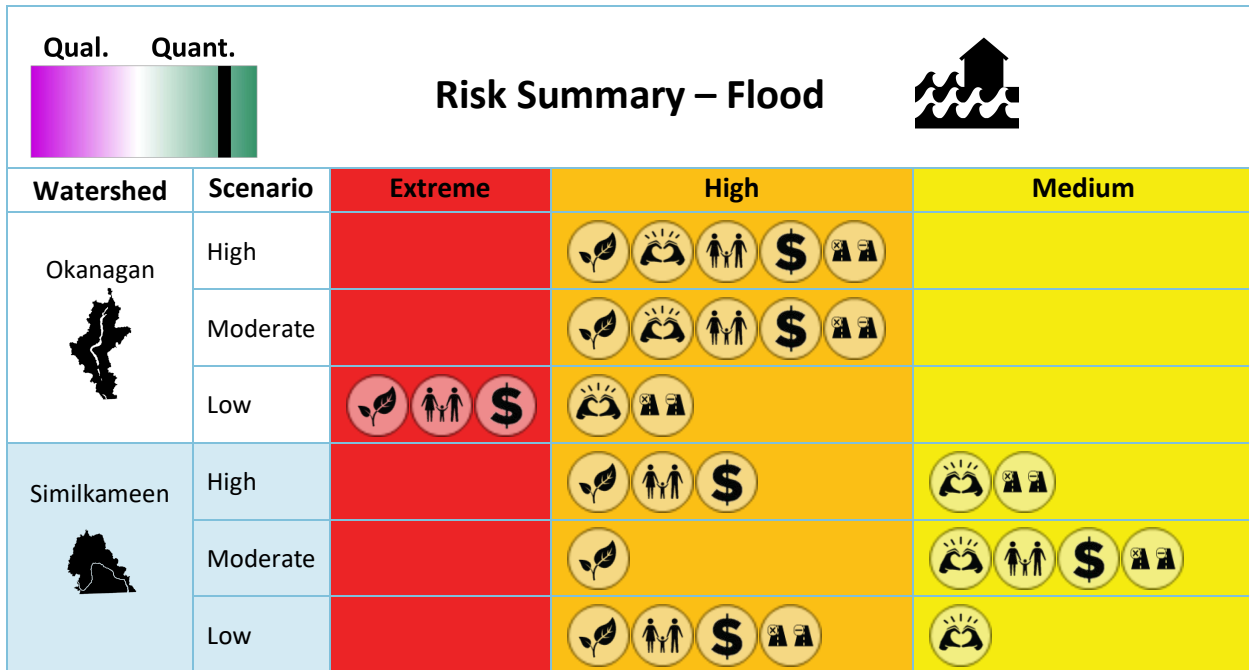 Qual. Quant.
Risk Summary – Flood
Watershed Scenario Extreme High Medium
Okanagan
High
$
Moderate
$
Low
$
Similkameen
High
$
Moderate
$
Low
$